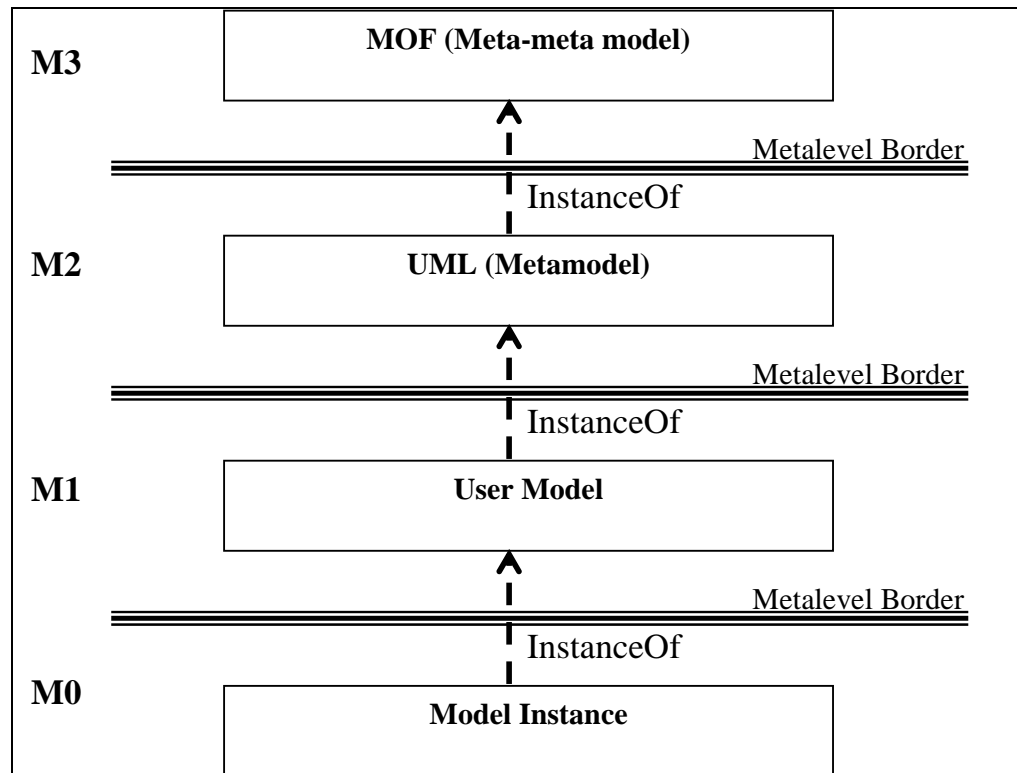 MOF (Meta-meta model)
M3
Metalevel Border
InstanceOf
M2
UML (Metamodel)
Metalevel Border
InstanceOf
M1
User Model
Metalevel Border
InstanceOf
M0
Model Instance